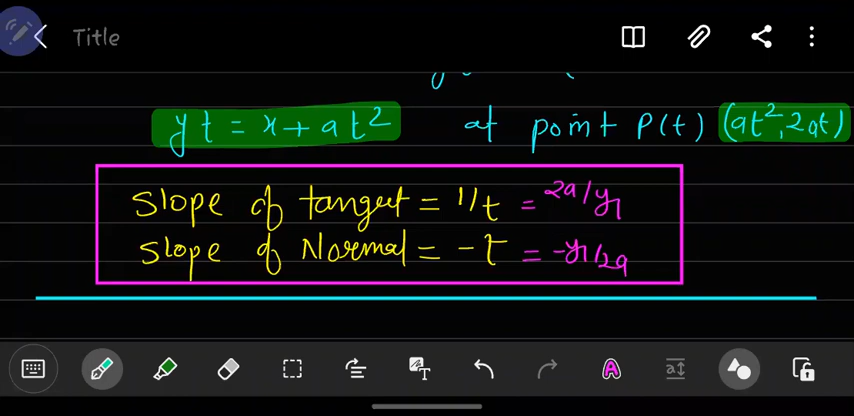 Title
yt = x + at² at point P(t) (at², 2at)
Slope of tangent = 1/t = 2a/y₁
Slope of Normal = -t = -y₁/2a